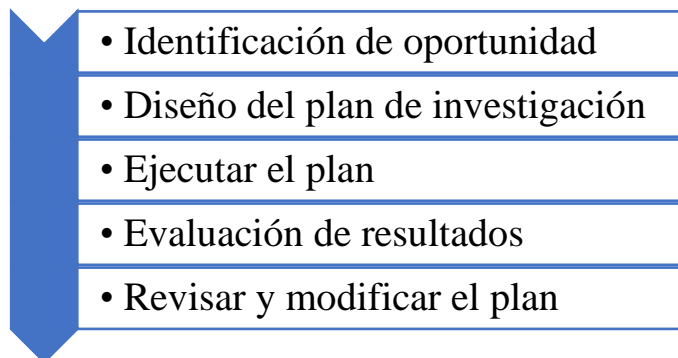 • Identificación de oportunidad
• Diseño del plan de investigación
• Ejecutar el plan
• Evaluación de resultados
• Revisar y modificar el plan